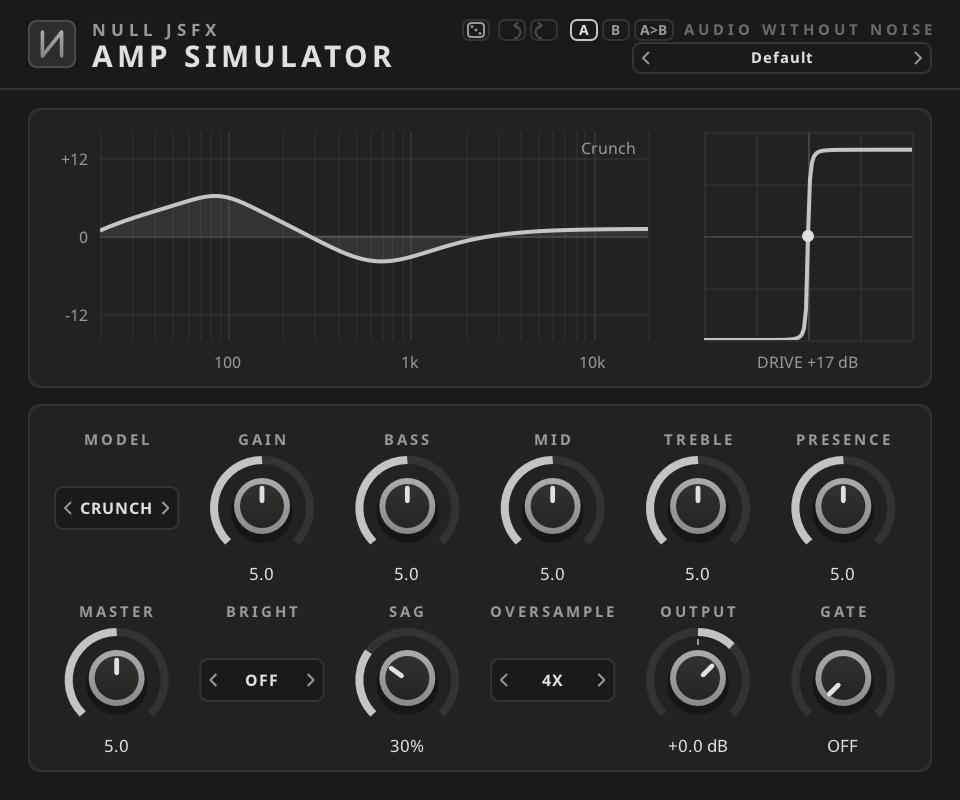 NULL JSFX
AMP SIMULATOR
A B A>B AUDIO WITHOUT NOISE
Default
Crunch
+12
0
-12
100 1k 10k
DRIVE +17 dB
MODEL GAIN BASS MID TREBLE PRESENCE
CRUNCH
5.0 5.0 5.0 5.0 5.0
MASTER BRIGHT SAG OVERSAMPLE OUTPUT GATE
OFF 4X
5.0 30% +0.0 dB OFF